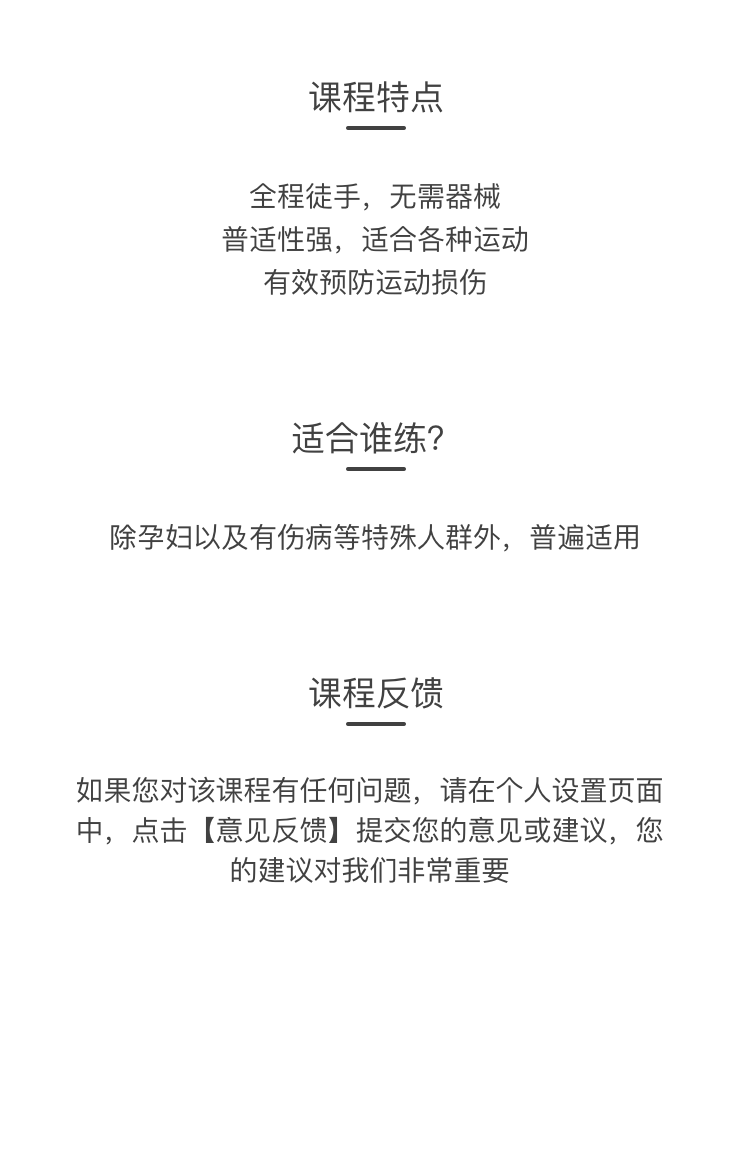 课程特点
全程徒手，无需器械
普适性强，适合各种运动
有效预防运动损伤
适合谁练?
除孕妇以及有伤病等特殊人群外，普遍适用
课程反馈
如果您对该课程有任何问题，请在个人设置页面
中，点击【意见反馈】提交您的意见或建议，您
的建议对我们非常重要